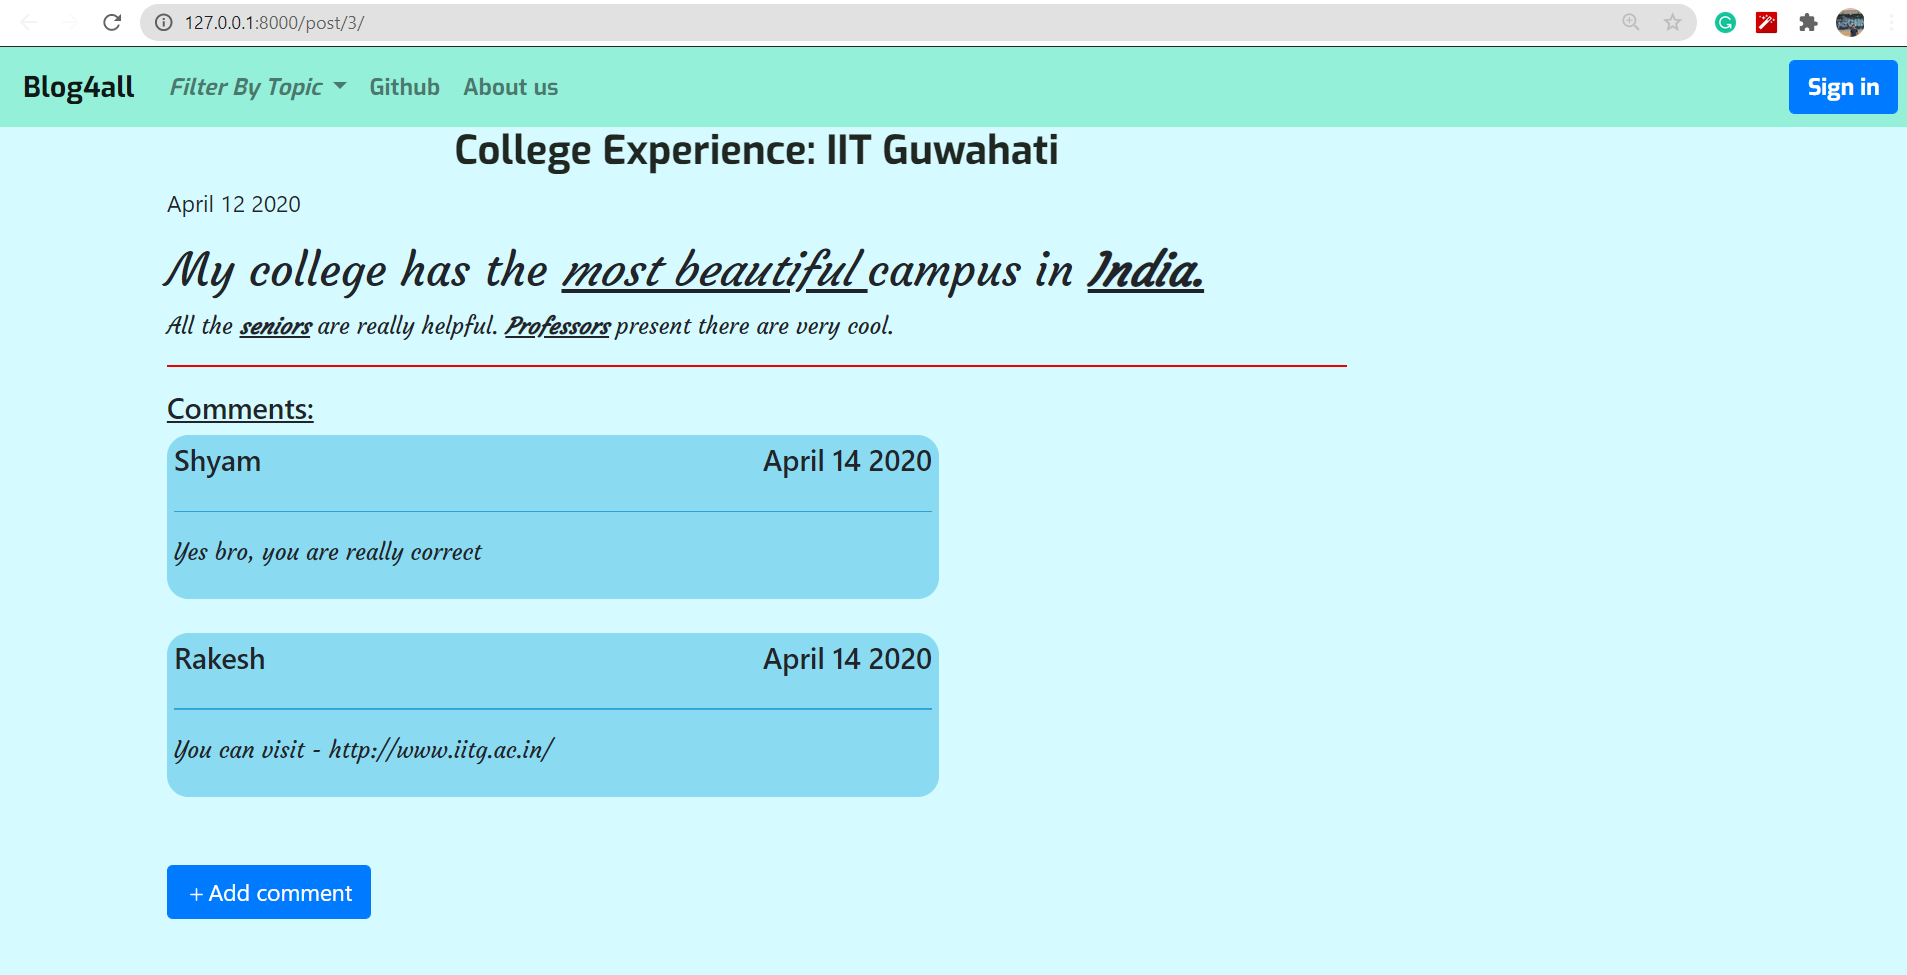 127.0.0.1:8000/post/3/
Blog4all Filter By Topic Github About us Sign in
College Experience: IIT Guwahati
April 12 2020
My college has the most beautiful campus in India.
All the seniors are really helpful. Professors present there are very cool.
Comments:
Shyam April 14 2020
Yes bro, you are really correct
Rakesh April 14 2020
You can visit - http://www.iitg.ac.in/
+ Add comment